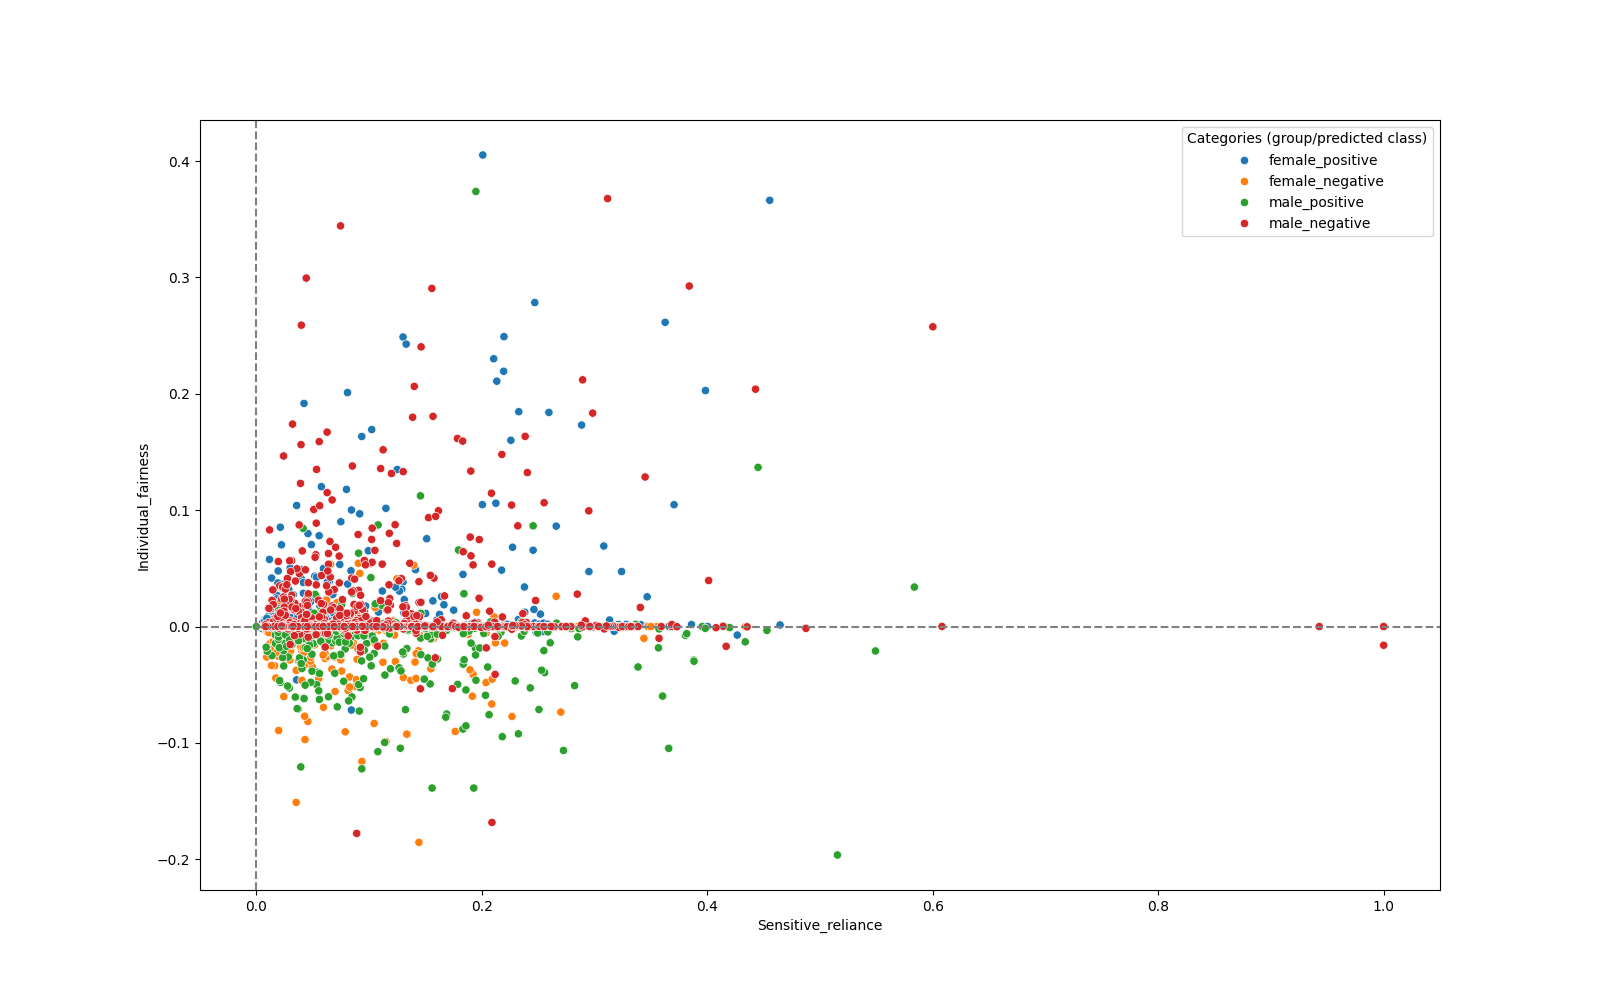 Categories (group/predicted class)
female_positive
female_negative
male_positive
male_negative
0.4
0.3
0.2
0.1
0.0
−0.1
−0.2
Individual_fairness
0.0 0.2 0.4 0.6 0.8 1.0
Sensitive_reliance